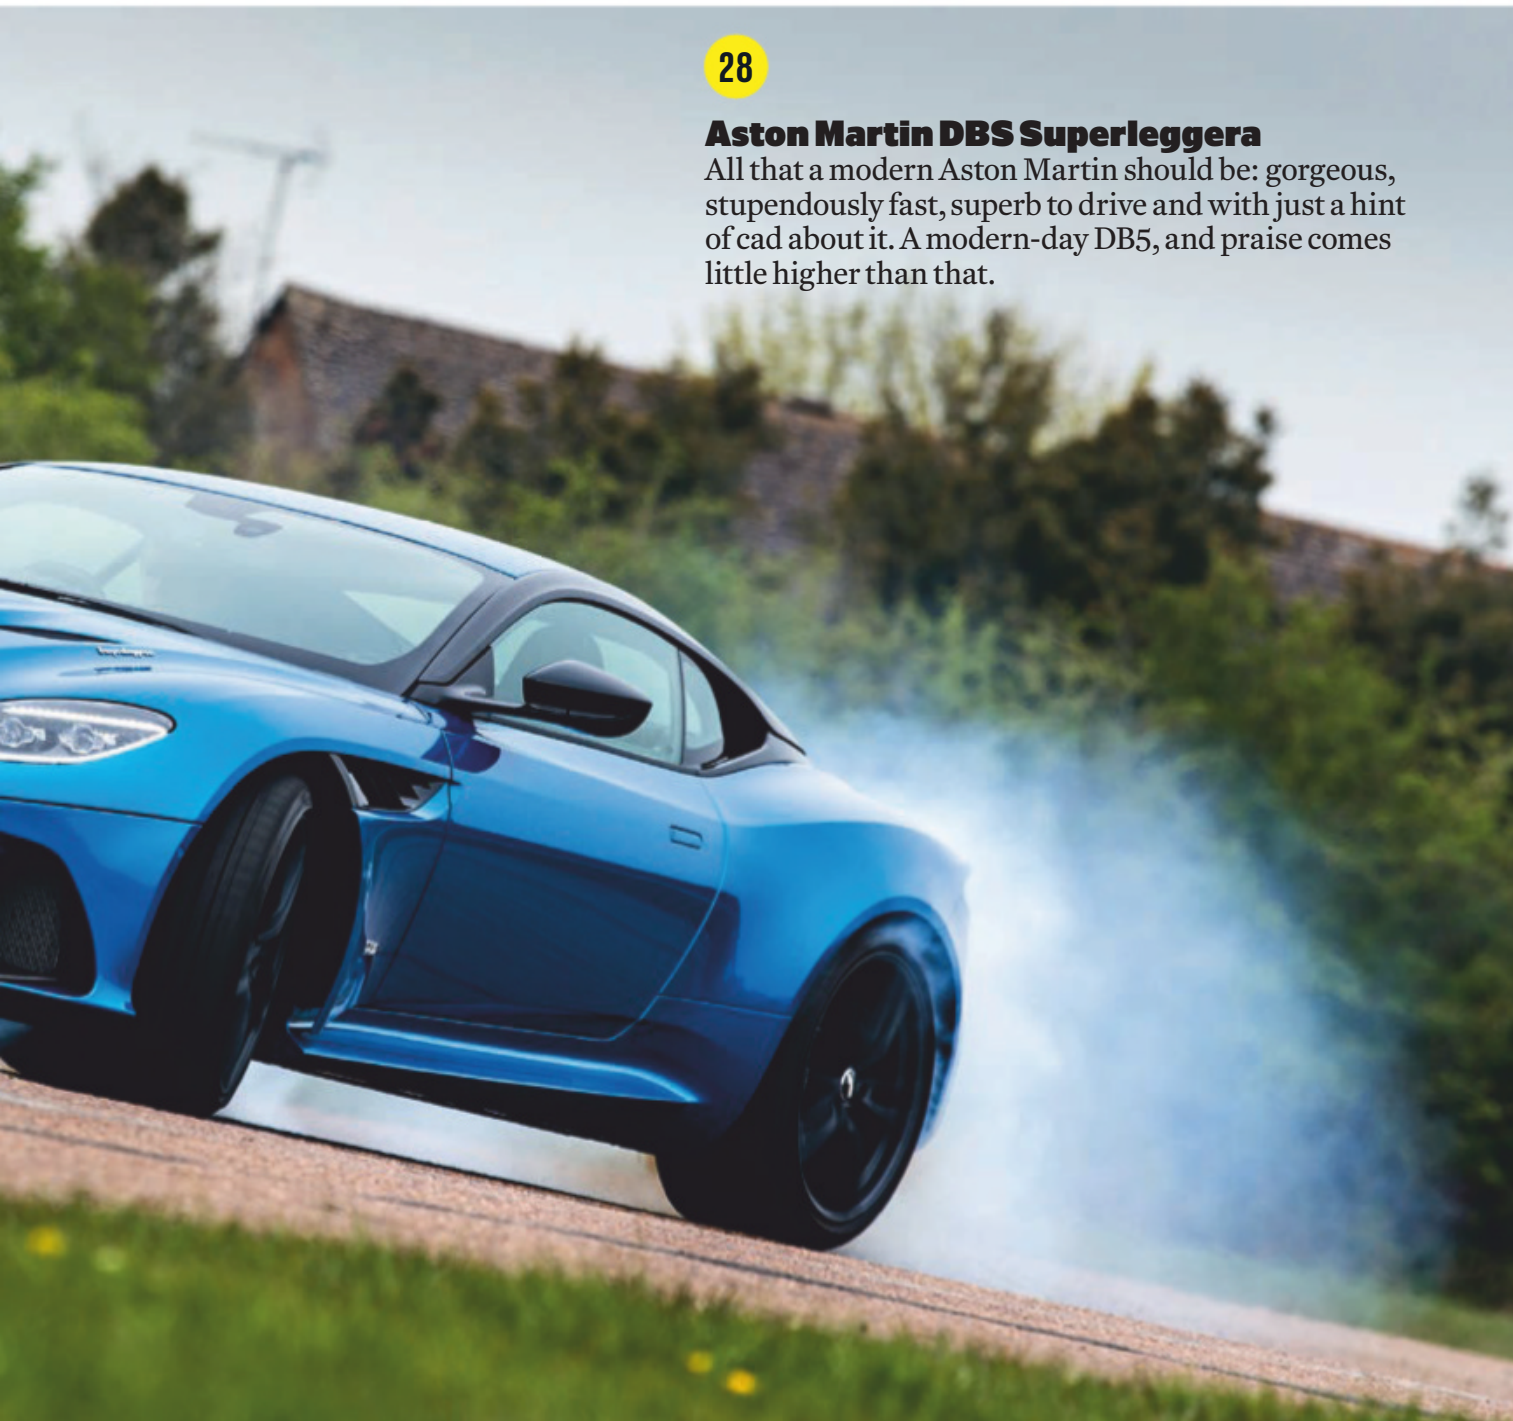 28
Aston Martin DBS Superleggera
All that a modern Aston Martin should be: gorgeous,
stupendously fast, superb to drive and with just a hint
of cad about it. A modern-day DB5, and praise comes
little higher than that.